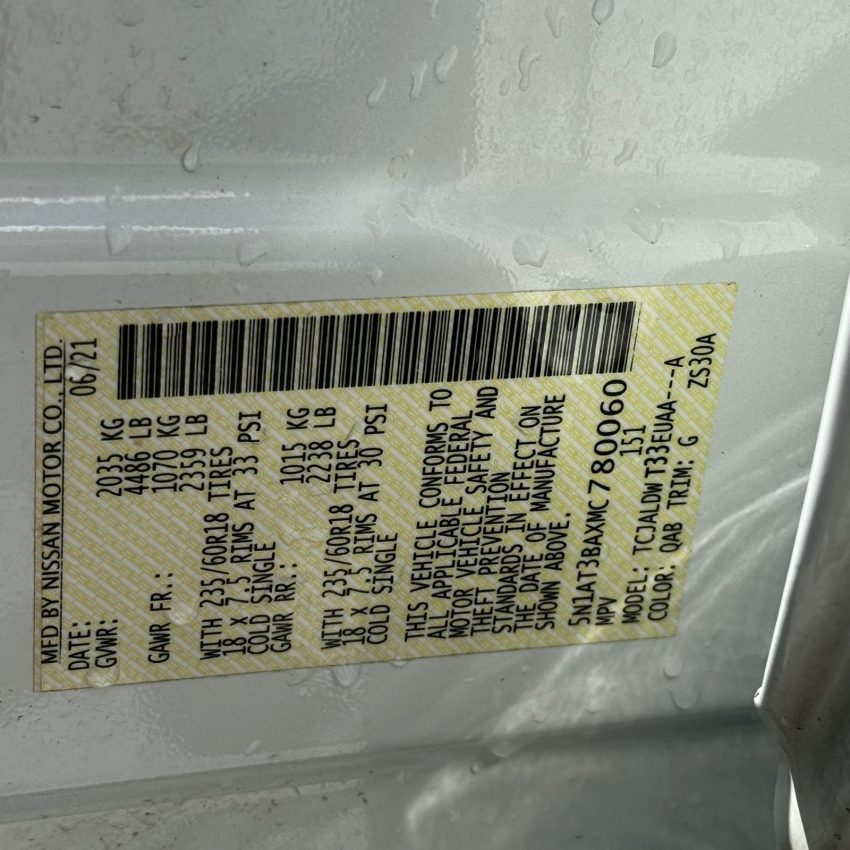 MFD BY NISSAN MOTOR CO., LTD.
DATE: 06/21
GVWR: 2035 KG
4486 LB
GAWR FR.: 1070 KG
2359 LB
WITH 235/60R18 TIRES
18 X 7.5 RIMS AT 33 PSI
COLD SINGLE
GAWR RR.: 1015 KG
2238 LB
WITH 235/60R18 TIRES
18 X 7.5 RIMS AT 30 PSI
COLD SINGLE
THIS VEHICLE CONFORMS TO
ALL APPLICABLE FEDERAL
MOTOR VEHICLE SAFETY AND
THEFT PREVENTION
STANDARDS IN EFFECT ON
THE DATE OF MANUFACTURE
SHOWN ABOVE.
5N1AT3BAXMC780060
MPV 151
MODEL: TCJALDW T33EUAA---A
COLOR: QAB TRIM: G ZS30A